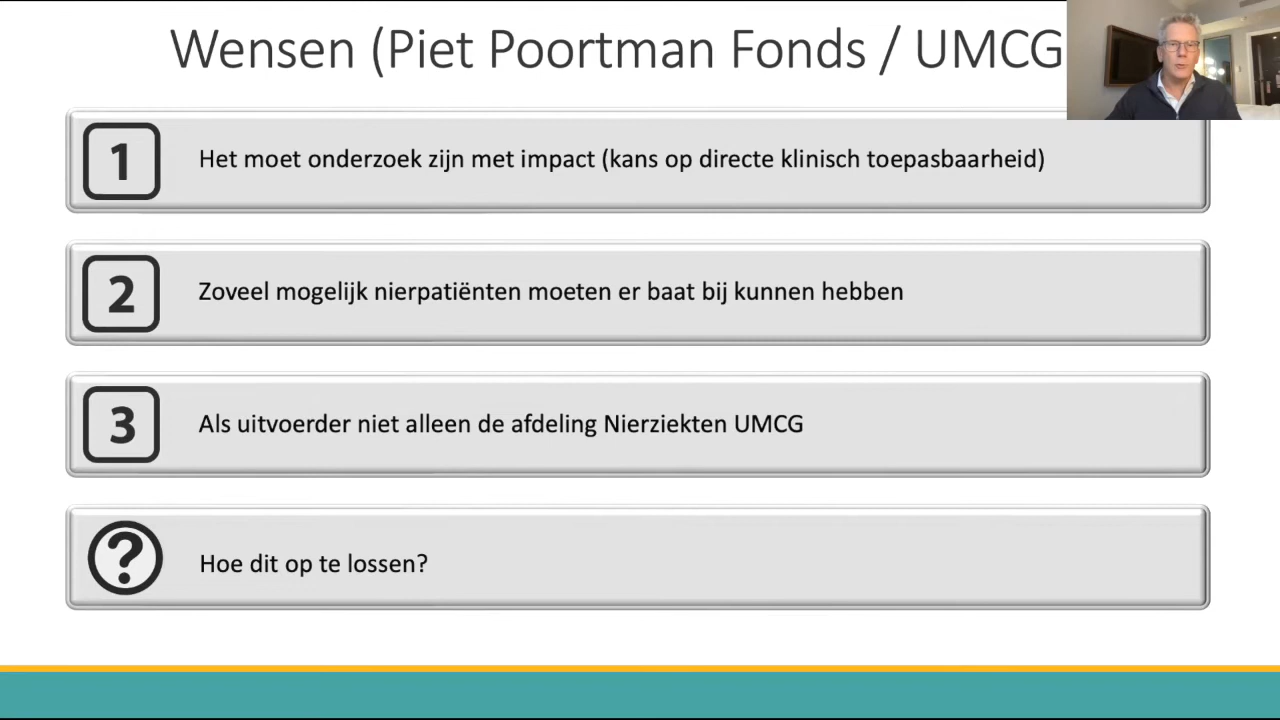 Wensen (Piet Poortman Fonds / UMCG
1
Het moet onderzoek zijn met impact (kans op directe klinisch toepasbaarheid)
2
Zoveel mogelijk nierpatiënten moeten er baat bij kunnen hebben
3
Als uitvoerder niet alleen de afdeling Nierziekten UMCG
?
Hoe dit op te lossen?